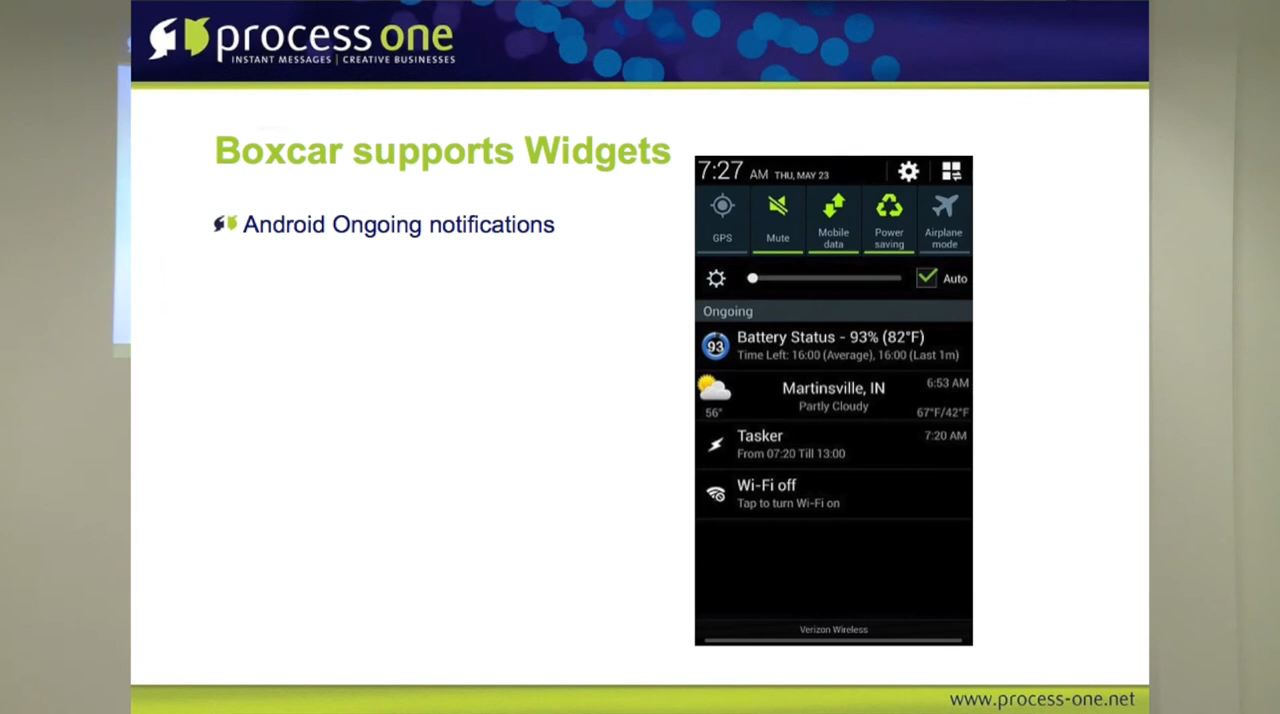 process one
INSTANT MESSAGES | CREATIVE BUSINESSES
Boxcar supports Widgets
Android Ongoing notifications
7:27 AM THU, MAY 23
GPS
Mute
Mobile
data
Power
saving
Airplane
mode
Auto
Ongoing
93
Battery Status - 93% (82°F)
Time Left: 16:00 (Average), 16:00 (Last 1m)
Martinsville, IN
6:53 AM
Partly Cloudy
56°
67°F/42°F
Tasker
7:20 AM
From 07:20 Till 13:00
Wi-Fi off
Tap to turn Wi-Fi on
Verizon Wireless
www.process-one.net